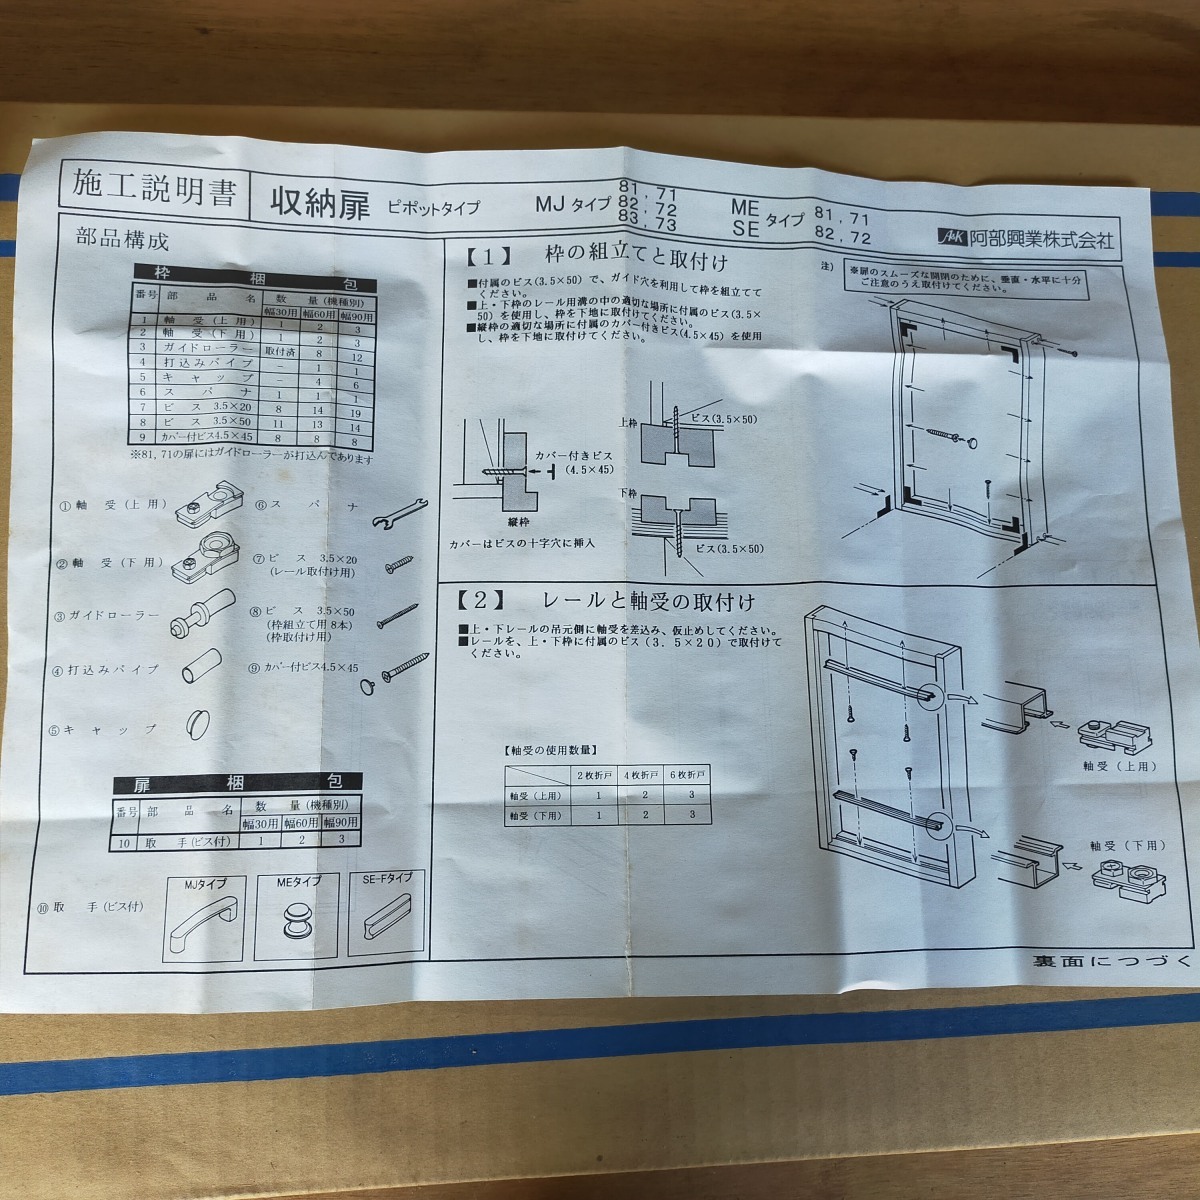 施工説明書
収納扉 ピポットタイプ
MJタイプ 81,71
82,72
83,73
ME
SE タイプ 81,71
82,72
A&K 阿部興業株式会社
部品構成
枠 梱 包
番号 部品名 数量(機種別)
幅30用 幅60用 幅90用
1 軸受(上用) 1 2 3
2 軸受(下用) 1 2 3
3 ガイドローラー 取付済 8 12
4 打込みパイプ － 1 1
5 キャップ － 4 6
6 スパナ 1 1 1
7 ビス 3.5×20 8 14 19
8 ビス 3.5×50 11 13 14
9 カバー付ビス4.5×45 8 8 8
※81,71の扉にはガイドローラーが打込んであります
①軸受(上用)
②軸受(下用)
③ガイドローラー
④打込みパイプ
⑤キャップ
⑥スパナ
⑦ビス 3.5×20
(レール取付け用)
⑧ビス 3.5×50
(枠組立て用8本)
(枠取付け用)
⑨カバー付ビス4.5×45
扉 梱 包
番号 部品名 数量(機種別)
幅30用 幅60用 幅90用
10 取手(ビス付) 1 2 3
⑩取手(ビス付)
MJタイプ
MEタイプ
SE-Fタイプ
【1】 枠の組立てと取付け
■付属のビス(3.5×50)で、ガイド穴を利用して枠を組立てて
ください。
■上・下枠のレール用溝の中の適切な場所に付属のビス(3.5×
50)を使用し、枠を下地に取付けてください。
■縦枠の適切な場所に付属のカバー付きビス(4.5×45)を使用
し、枠を下地に取付けてください。
注)
※扉のスムーズな開閉のために、垂直・水平に十分
ご注意のうえ取付けてください。
カバー付きビス
(4.5×45)
縦枠
カバーはビスの十字穴に挿入
上枠
ビス(3.5×50)
下枠
ビス(3.5×50)
【2】 レールと軸受の取付け
■上・下レールの吊元側に軸受を差込み、仮止めしてください。
■レールを、上・下枠に付属のビス(3.5×20)で取付けて
ください。
【軸受の使用数量】
2枚折戸 4枚折戸 6枚折戸
軸受(上用) 1 2 3
軸受(下用) 1 2 3
軸受(上用)
軸受(下用)
裏面につづく